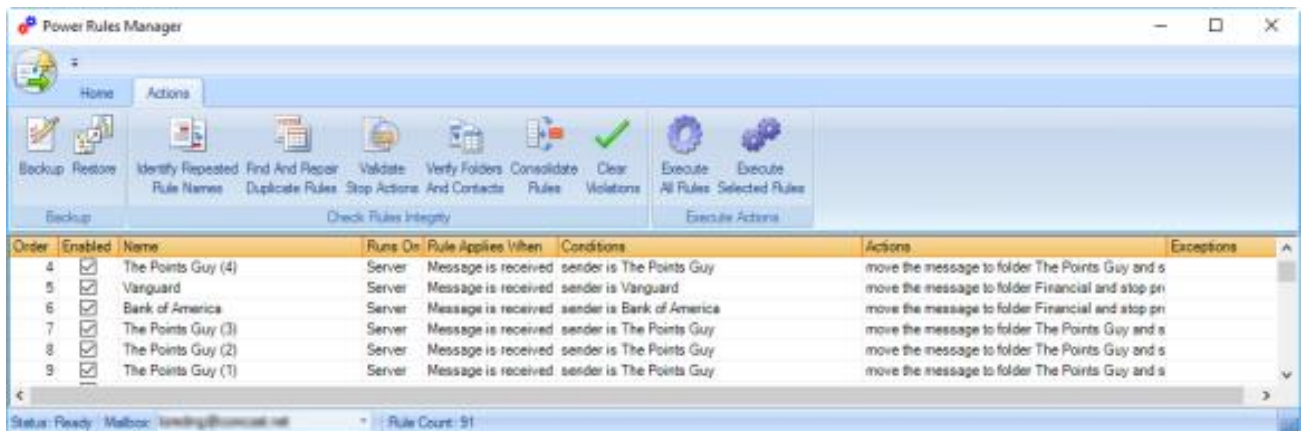 Power Rules Manager
Home Actions
Backup Restore Identify Repeated Rule Names Find And Repair Duplicate Rules Validate Stop Actions Verify Folders And Contacts Consolidate Rules Clear Violations Execute All Rules Execute Selected Rules
Backup Check Rules Integrity Execute Actions
Order Enabled Name Runs On Rule Applies When Conditions Actions Exceptions
4 The Points Guy (4) Server Message is received sender is The Points Guy move the message to folder The Points Guy and s
5 Vanguard Server Message is received sender is Vanguard move the message to folder Financial and stop pr
6 Bank of America Server Message is received sender is Bank of America move the message to folder Financial and stop pr
7 The Points Guy (3) Server Message is received sender is The Points Guy move the message to folder The Points Guy and s
8 The Points Guy (2) Server Message is received sender is The Points Guy move the message to folder The Points Guy and s
9 The Points Guy (1) Server Message is received sender is The Points Guy move the message to folder The Points Guy and s
Status: Ready Mailbox: Rule Count: 91